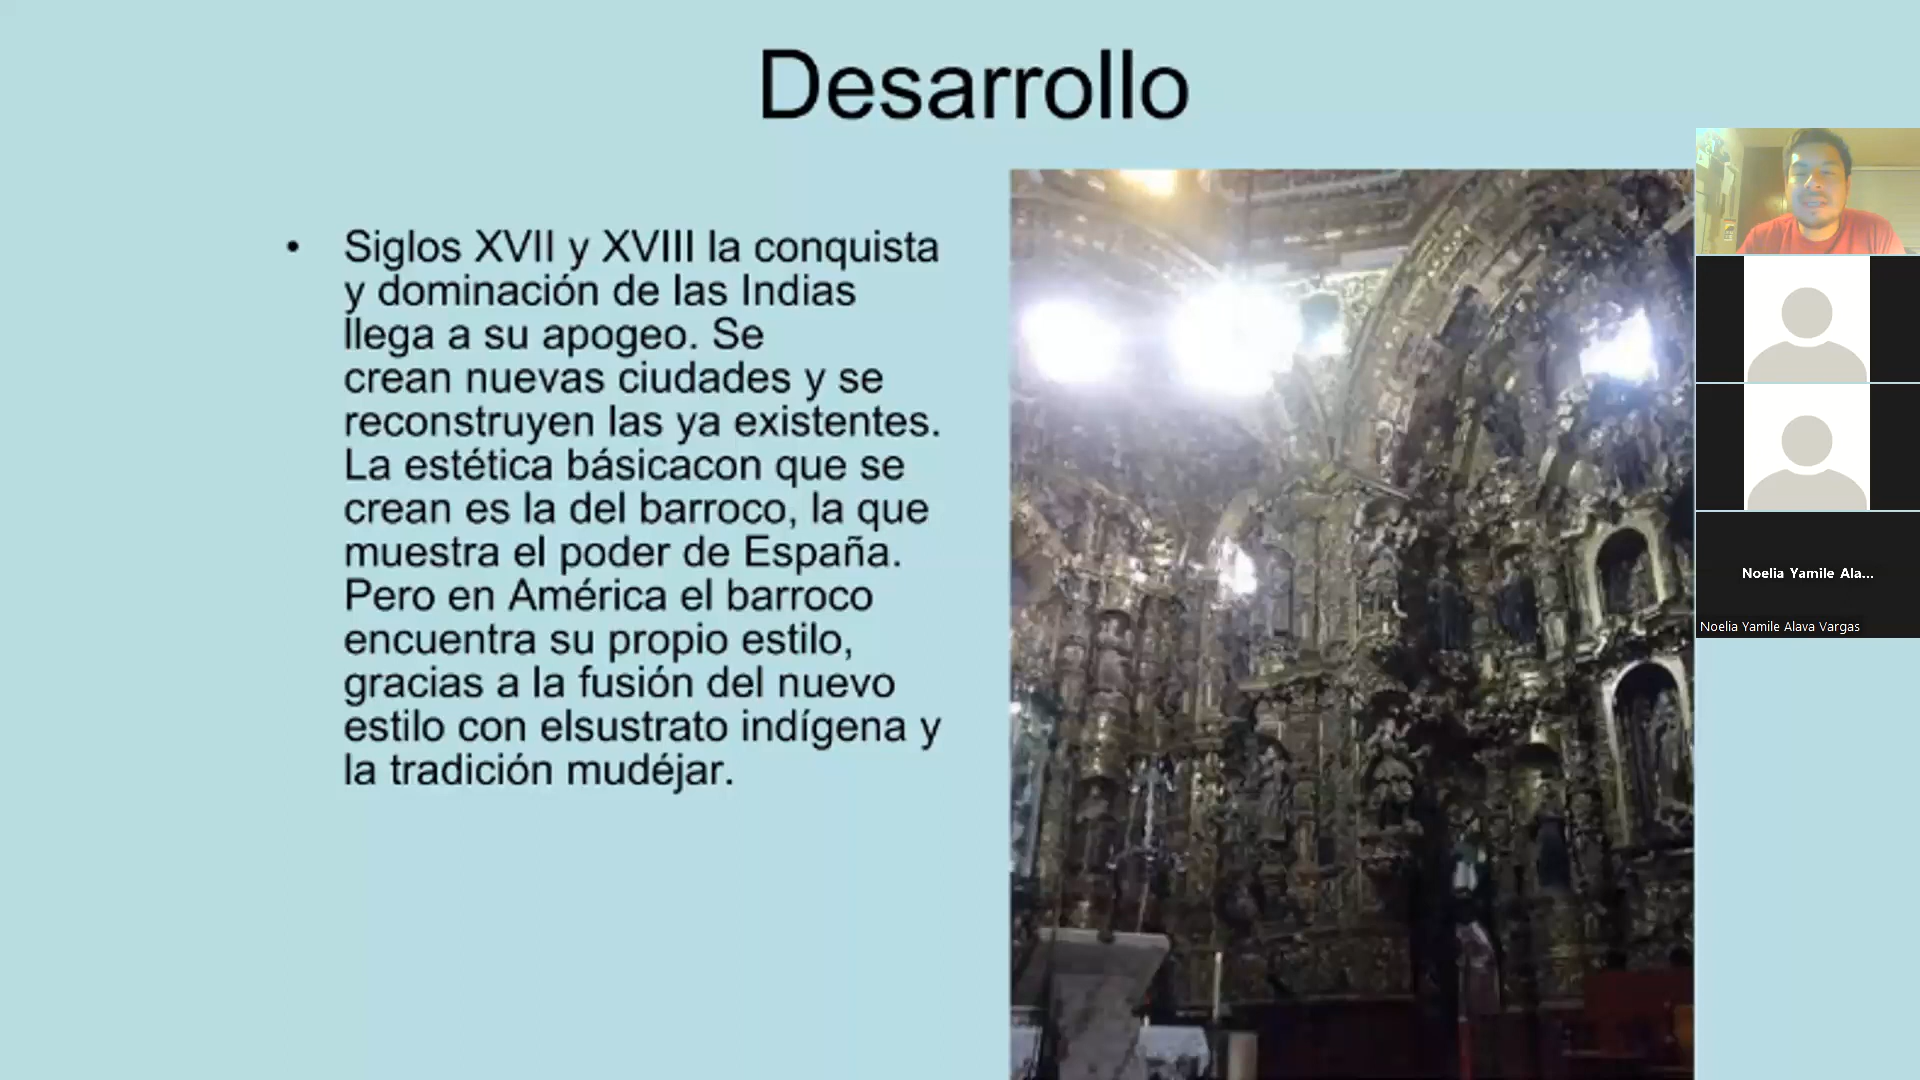 Desarrollo
• Siglos XVII y XVIII la conquista
y dominación de las Indias
llega a su apogeo. Se
crean nuevas ciudades y se
reconstruyen las ya existentes.
La estética básicacon que se
crean es la del barroco, la que
muestra el poder de España.
Pero en América el barroco
encuentra su propio estilo,
gracias a la fusión del nuevo
estilo con elsustrato indígena y
la tradición mudéjar.
Noelia Yamile Ala...
Noelia Yamile Alava Vargas